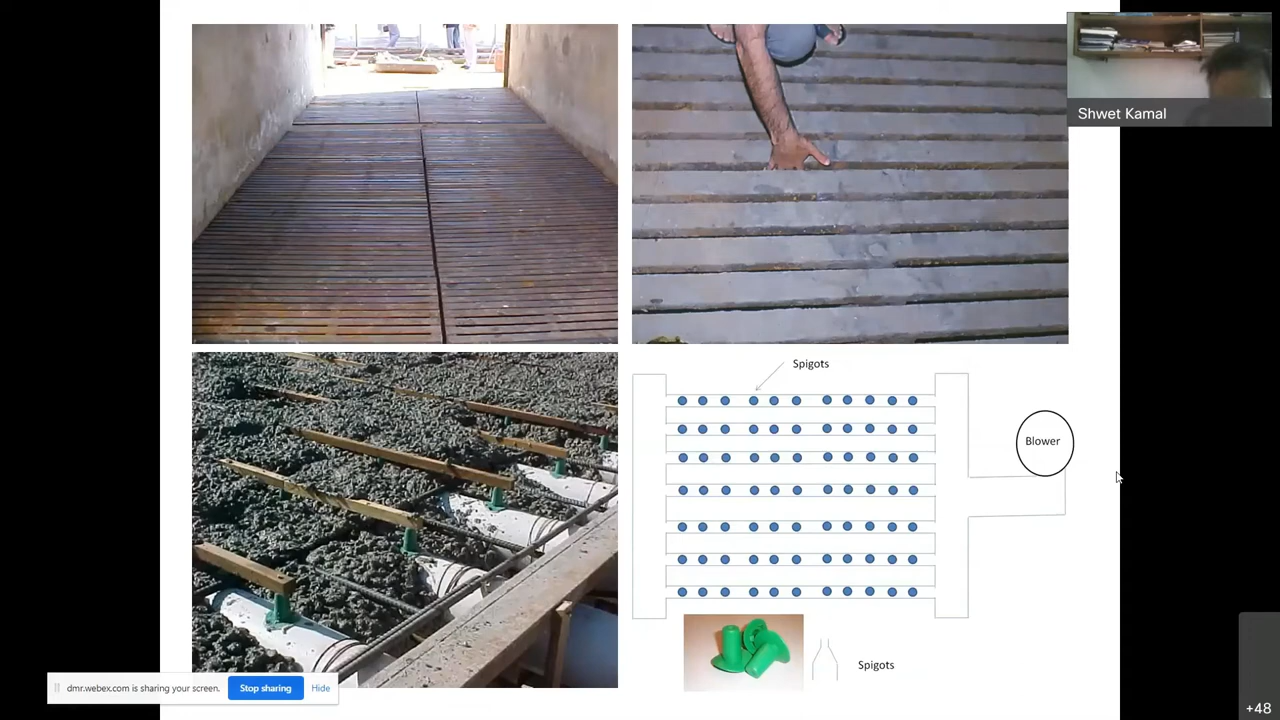 Shwet Kamal
Spigots
Blower
Spigots
dmr.webex.com is sharing your screen.
Stop sharing
Hide
+48